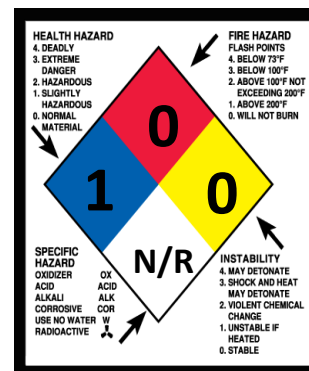 HEALTH HAZARD
4. DEADLY
3. EXTREME
DANGER
2. HAZARDOUS
1. SLIGHTLY
HAZARDOUS
0. NORMAL
MATERIAL
FIRE HAZARD
FLASH POINTS
4. BELOW 73°F
3. BELOW 100°F
2. ABOVE 100°F NOT
EXCEEDING 200°F
1. ABOVE 200°F
0. WILL NOT BURN
0
1
0
N/R
SPECIFIC
HAZARD
OXIDIZER OX
ACID ACID
ALKALI ALK
CORROSIVE COR
USE NO WATER W
RADIOACTIVE
INSTABILITY
4. MAY DETONATE
3. SHOCK AND HEAT
MAY DETONATE
2. VIOLENT CHEMICAL
CHANGE
1. UNSTABLE IF
HEATED
0. STABLE